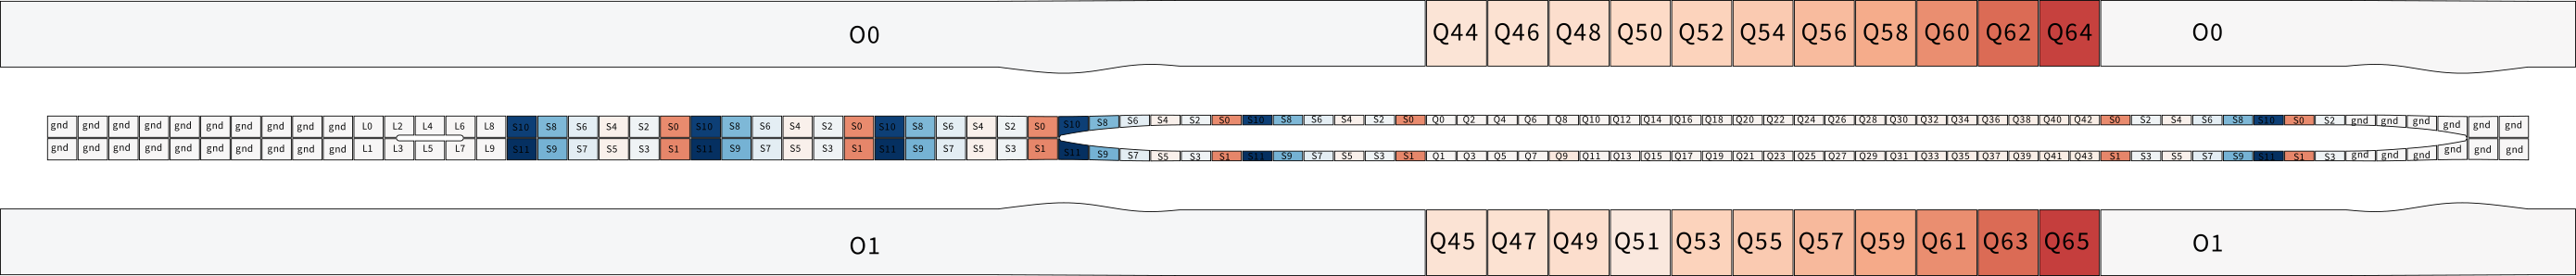 O0 Q44 Q46 Q48 Q50 Q52 Q54 Q56 Q58 Q60 Q62 Q64 O0
gnd gnd gnd gnd gnd gnd gnd gnd gnd gnd L0 L2 L4 L6 L8 S10 S8 S6 S4 S2 S0 S10 S8 S6 S4 S2 S0 S10 S8 S6 S4 S2 S0 S10 S8 S6 S4 S2 S0 S10 S8 S6 S4 S2 S0 Q0 Q2 Q4 Q6 Q8 Q10 Q12 Q14 Q16 Q18 Q20 Q22 Q24 Q26 Q28 Q30 Q32 Q34 Q36 Q38 Q40 Q42 S0 S2 S4 S6 S8 S10 S0 S2 gnd gnd gnd gnd gnd gnd
gnd gnd gnd gnd gnd gnd gnd gnd gnd gnd L1 L3 L5 L7 L9 S11 S9 S7 S5 S3 S1 S11 S9 S7 S5 S3 S1 S11 S9 S7 S5 S3 S1 S11 S9 S7 S5 S3 S1 S11 S9 S7 S5 S3 S1 Q1 Q3 Q5 Q7 Q9 Q11 Q13 Q15 Q17 Q19 Q21 Q23 Q25 Q27 Q29 Q31 Q33 Q35 Q37 Q39 Q41 Q43 S1 S3 S5 S7 S9 S11 S1 S3 gnd gnd gnd gnd gnd gnd
O1 Q45 Q47 Q49 Q51 Q53 Q55 Q57 Q59 Q61 Q63 Q65 O1